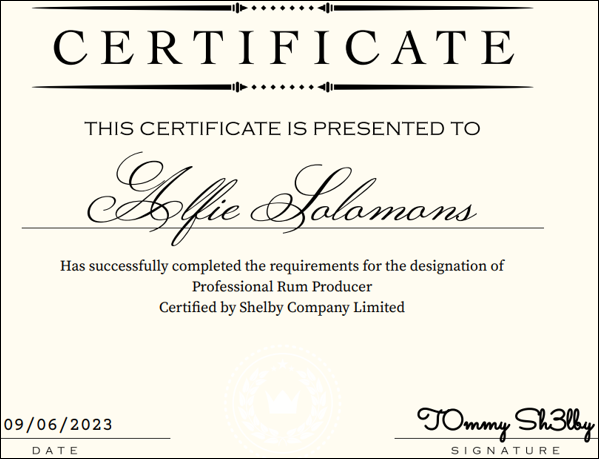 CERTIFICATE
THIS CERTIFICATE IS PRESENTED TO
Alfie Solomons
Has successfully completed the requirements for the designation of
Professional Rum Producer
Certified by Shelby Company Limited
09/06/2023
T0mmy Sh3lby
DATE
SIGNATURE